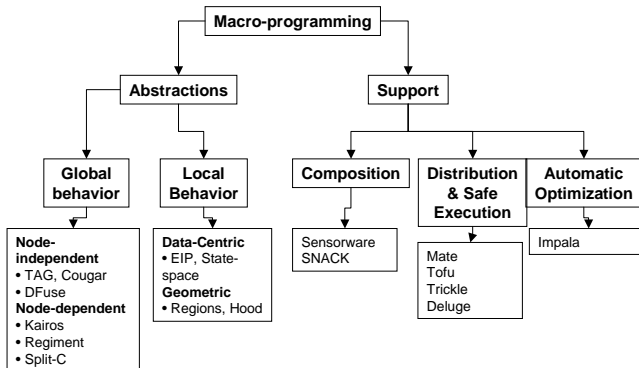 Macro-programming
Abstractions
Support
Global
behavior
Local
Behavior
Composition
Distribution
& Safe
Execution
Automatic
Optimization
Node-
independent
• TAG, Cougar
• DFuse
Node-dependent
• Kairos
• Regiment
• Split-C
Data-Centric
• EIP, State-
space
Geometric
• Regions, Hood
Sensorware
SNACK
Mate
Tofu
Trickle
Deluge
Impala